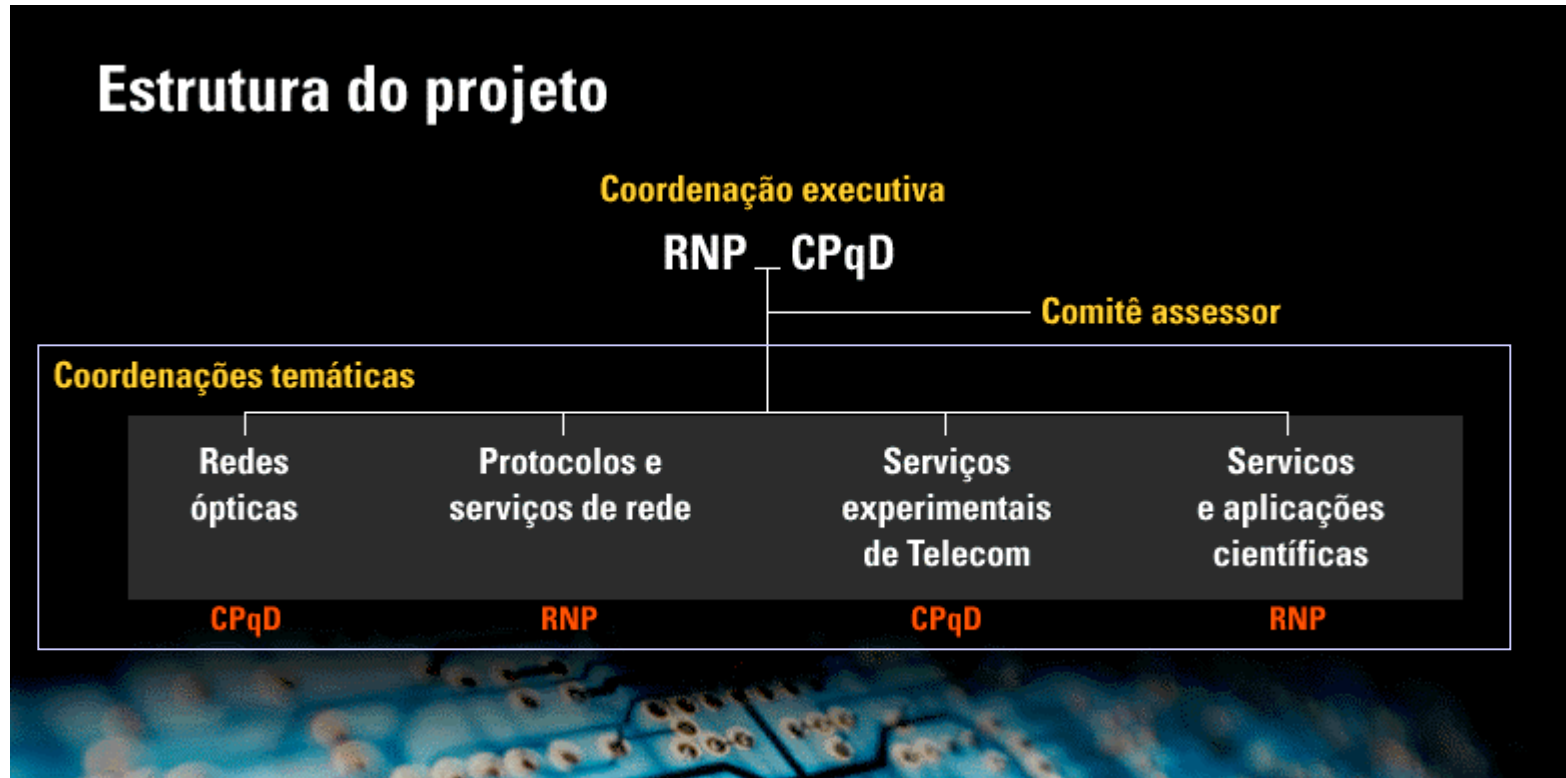 Estrutura do projeto
Coordenação executiva
RNP CPqD
Comitê assessor
Coordenações temáticas
Redes
ópticas
Protocolos e
serviços de rede
Serviços
experimentais
de Telecom
Servicos
e aplicações
científicas
CPqD
RNP
CPqD
RNP